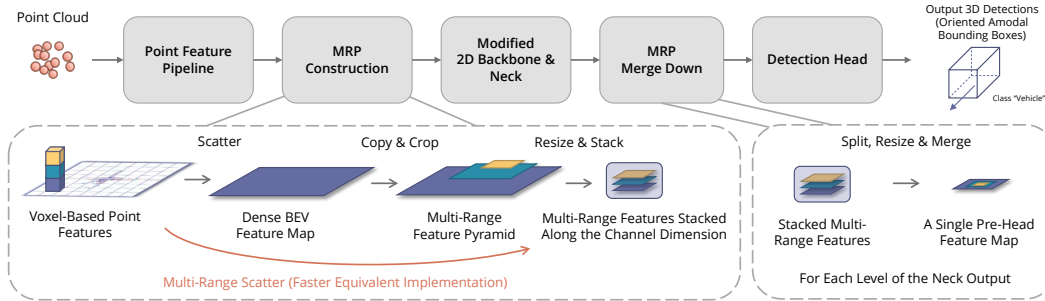 Point Cloud
Point Feature
Pipeline
MRP
Construction
Modified
2D Backbone &
Neck
MRP
Merge Down
Detection Head
Output 3D Detections
(Oriented Amodal
Bounding Boxes)
Class “Vehicle”
Scatter
Copy & Crop
Resize & Stack
Voxel-Based Point
Features
Dense BEV
Feature Map
Multi-Range
Feature Pyramid
Multi-Range Features Stacked
Along the Channel Dimension
Multi-Range Scatter (Faster Equivalent Implementation)
Split, Resize & Merge
Stacked Multi-
Range Features
A Single Pre-Head
Feature Map
For Each Level of the Neck Output